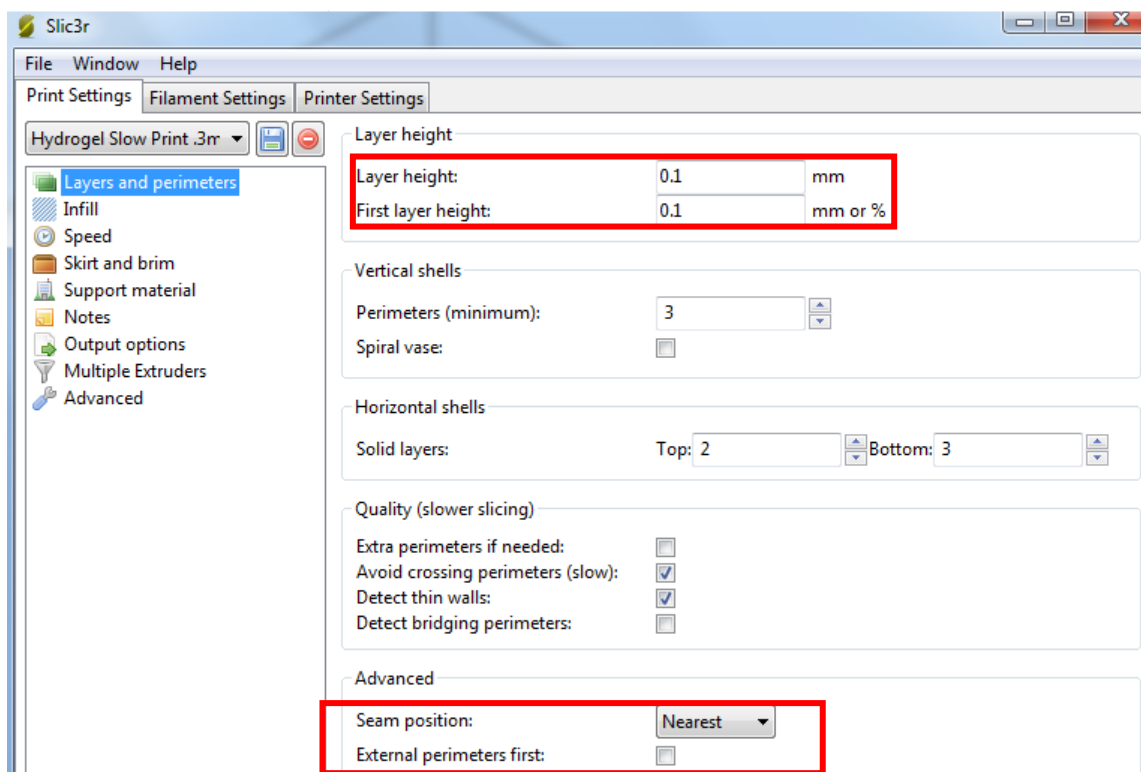 Slic3r
File Window Help
Print Settings Filament Settings Printer Settings
Hydrogel Slow Print .3m
Layers and perimeters
Infill
Speed
Skirt and brim
Support material
Notes
Output options
Multiple Extruders
Advanced
Layer height
Layer height: 0.1 mm
First layer height: 0.1 mm or %
Vertical shells
Perimeters (minimum): 3
Spiral vase:
Horizontal shells
Solid layers: Top: 2 Bottom: 3
Quality (slower slicing)
Extra perimeters if needed:
Avoid crossing perimeters (slow):
Detect thin walls:
Detect bridging perimeters:
Advanced
Seam position: Nearest
External perimeters first: